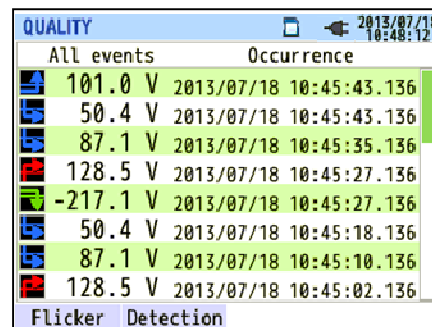 QUALITY 2013/07/18
10:48:12
All events Occurrence
101.0 V 2013/07/18 10:45:43.136
50.4 V 2013/07/18 10:45:43.136
87.1 V 2013/07/18 10:45:35.136
128.5 V 2013/07/18 10:45:27.136
-217.1 V 2013/07/18 10:45:27.136
50.4 V 2013/07/18 10:45:18.136
87.1 V 2013/07/18 10:45:10.136
128.5 V 2013/07/18 10:45:02.136
Flicker Detection